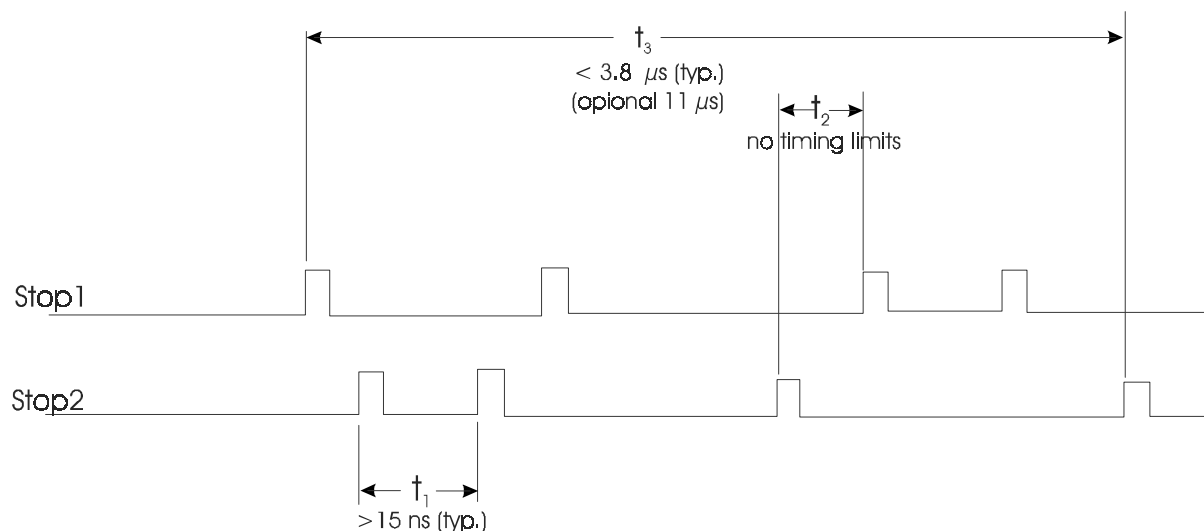 t₃
< 3.8 µs (typ.)
(opional 11 µs)
t₂
no timing limits
Stop1
Stop2
t₁
>15 ns (typ.)